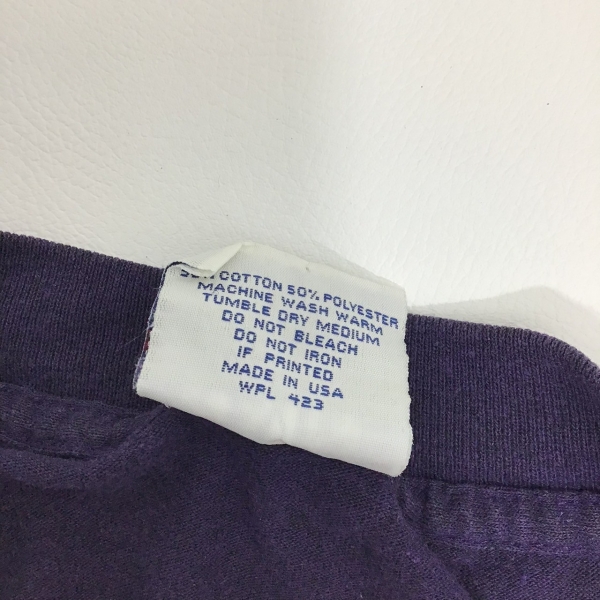 COTTON 50% POLYESTER
MACHINE WASH WARM
TUMBLE DRY MEDIUM
DO NOT BLEACH
DO NOT IRON
IF PRINTED
MADE IN USA
WPL 423